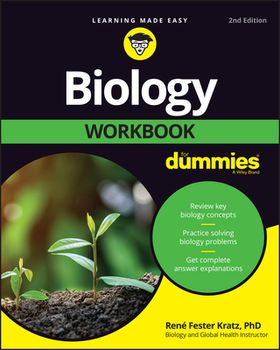 LEARNING MADE EASY
2nd Edition
Biology
WORKBOOK
for
dummies
A Wiley Brand
Review key
biology concepts
Practice solving
biology problems
Get complete
answer explanations
René Fester Kratz, PhD
Biology and Global Health Instructor